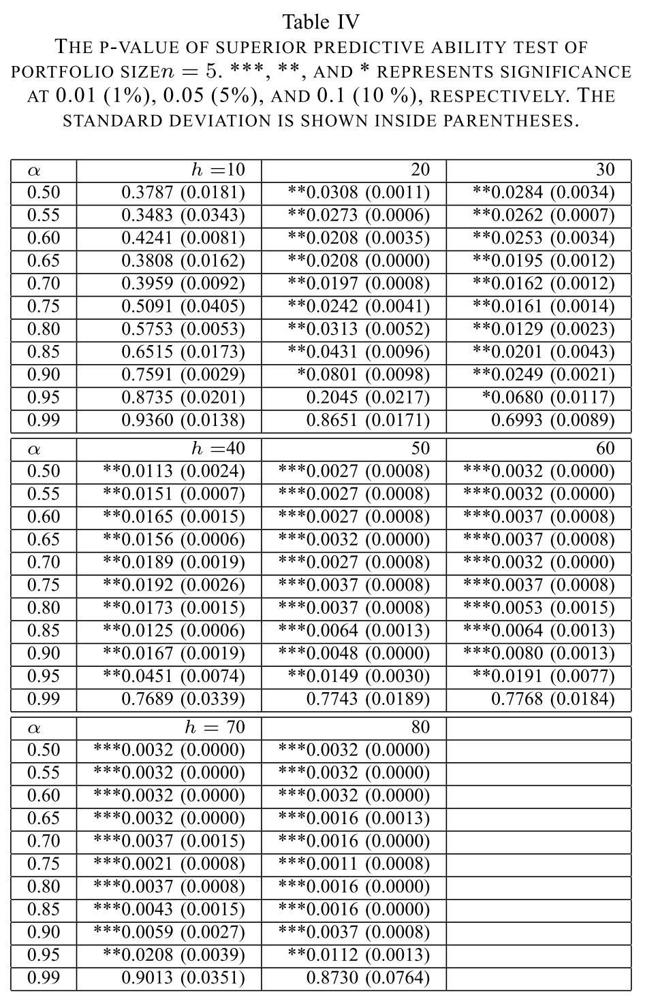 Table IV
THE P-VALUE OF SUPERIOR PREDICTIVE ABILITY TEST OF
PORTFOLIO SIZEn = 5. ***, **, AND * REPRESENTS SIGNIFICANCE
AT 0.01 (1%), 0.05 (5%), AND 0.1 (10 %), RESPECTIVELY. THE
STANDARD DEVIATION IS SHOWN INSIDE PARENTHESES.
α h =10 20 30
0.50 0.3787 (0.0181) **0.0308 (0.0011) **0.0284 (0.0034)
0.55 0.3483 (0.0343) **0.0273 (0.0006) **0.0262 (0.0007)
0.60 0.4241 (0.0081) **0.0208 (0.0035) **0.0253 (0.0034)
0.65 0.3808 (0.0162) **0.0208 (0.0000) **0.0195 (0.0012)
0.70 0.3959 (0.0092) **0.0197 (0.0008) **0.0162 (0.0012)
0.75 0.5091 (0.0405) **0.0242 (0.0041) **0.0161 (0.0014)
0.80 0.5753 (0.0053) **0.0313 (0.0052) **0.0129 (0.0023)
0.85 0.6515 (0.0173) **0.0431 (0.0096) **0.0201 (0.0043)
0.90 0.7591 (0.0029) *0.0801 (0.0098) **0.0249 (0.0021)
0.95 0.8735 (0.0201) 0.2045 (0.0217) *0.0680 (0.0117)
0.99 0.9360 (0.0138) 0.8651 (0.0171) 0.6993 (0.0089)
α h =40 50 60
0.50 **0.0113 (0.0024) ***0.0027 (0.0008) ***0.0032 (0.0000)
0.55 **0.0151 (0.0007) ***0.0027 (0.0008) ***0.0032 (0.0000)
0.60 **0.0165 (0.0015) ***0.0027 (0.0008) ***0.0037 (0.0008)
0.65 **0.0156 (0.0006) ***0.0032 (0.0000) ***0.0037 (0.0008)
0.70 **0.0189 (0.0019) ***0.0027 (0.0008) ***0.0032 (0.0000)
0.75 **0.0192 (0.0026) ***0.0037 (0.0008) ***0.0037 (0.0008)
0.80 **0.0173 (0.0015) ***0.0037 (0.0008) ***0.0053 (0.0015)
0.85 **0.0125 (0.0006) ***0.0064 (0.0013) ***0.0064 (0.0013)
0.90 **0.0167 (0.0019) ***0.0048 (0.0000) ***0.0080 (0.0013)
0.95 **0.0451 (0.0074) **0.0149 (0.0030) **0.0191 (0.0077)
0.99 0.7689 (0.0339) 0.7743 (0.0189) 0.7768 (0.0184)
α h = 70 80
0.50 ***0.0032 (0.0000) ***0.0032 (0.0000)
0.55 ***0.0032 (0.0000) ***0.0032 (0.0000)
0.60 ***0.0032 (0.0000) ***0.0032 (0.0000)
0.65 ***0.0032 (0.0000) ***0.0016 (0.0013)
0.70 ***0.0037 (0.0015) ***0.0016 (0.0000)
0.75 ***0.0021 (0.0008) ***0.0011 (0.0008)
0.80 ***0.0037 (0.0008) ***0.0016 (0.0000)
0.85 ***0.0043 (0.0015) ***0.0016 (0.0000)
0.90 ***0.0059 (0.0027) ***0.0037 (0.0008)
0.95 **0.0208 (0.0039) **0.0112 (0.0013)
0.99 0.9013 (0.0351) 0.8730 (0.0764)